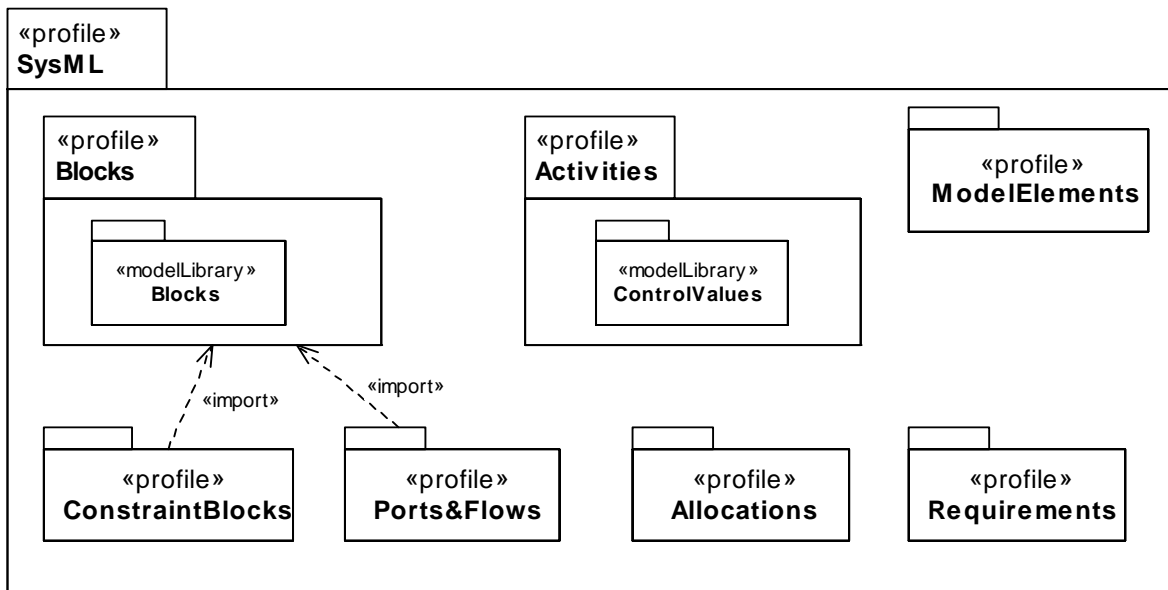 «profile»
SysML
«profile»
Blocks
«modelLibrary»
Blocks
«profile»
Activities
«modelLibrary»
ControlValues
«profile»
ModelElements
«import»
«import»
«profile»
ConstraintBlocks
«profile»
Ports&Flows
«profile»
Allocations
«profile»
Requirements